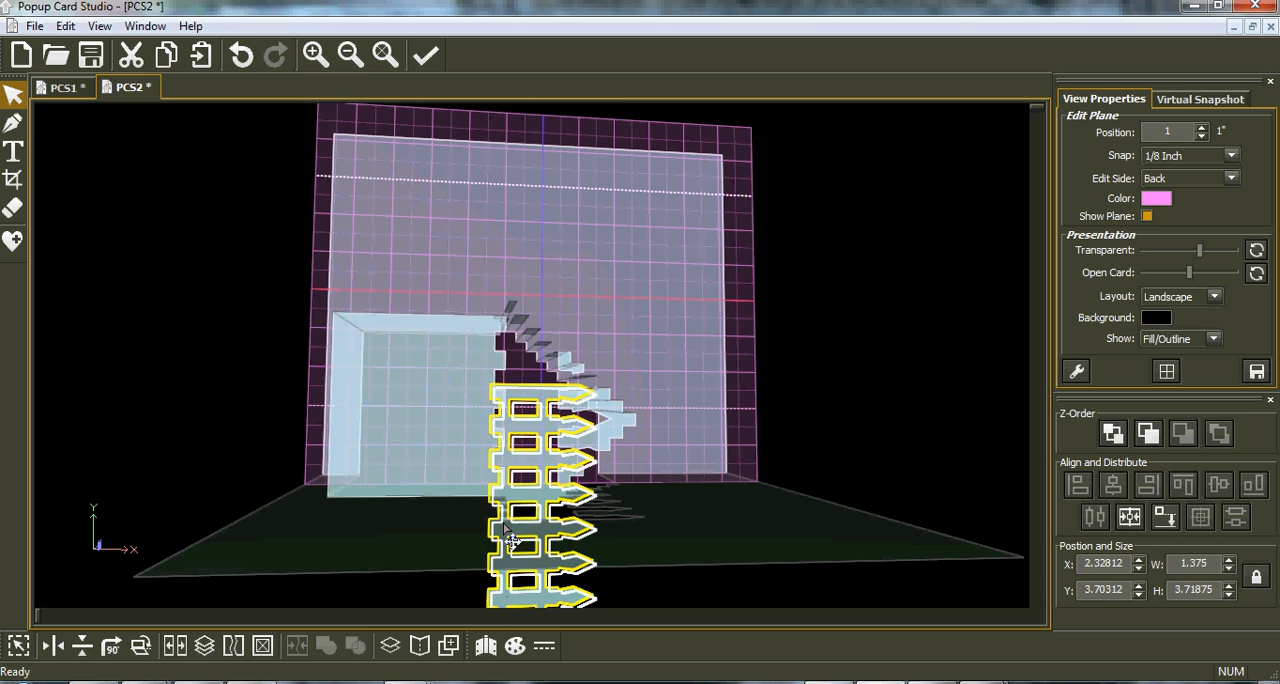 Popup Card Studio - [PCS2 *]
File Edit View Window Help
PCS1 * PCS2 *
T
View Properties Virtual Snapshot
Edit Plane
Position: 1 1"
Snap: 1/8 Inch
Edit Side: Back
Color:
Show Plane:
Presentation
Transparent:
Open Card:
Layout: Landscape
Background:
Show: Fill/Outline
Z-Order
Align and Distribute
Postion and Size
X: 2.32812 W: 1.375
Y: 3.70312 H: 3.71875
Y
X
90
Ready NUM